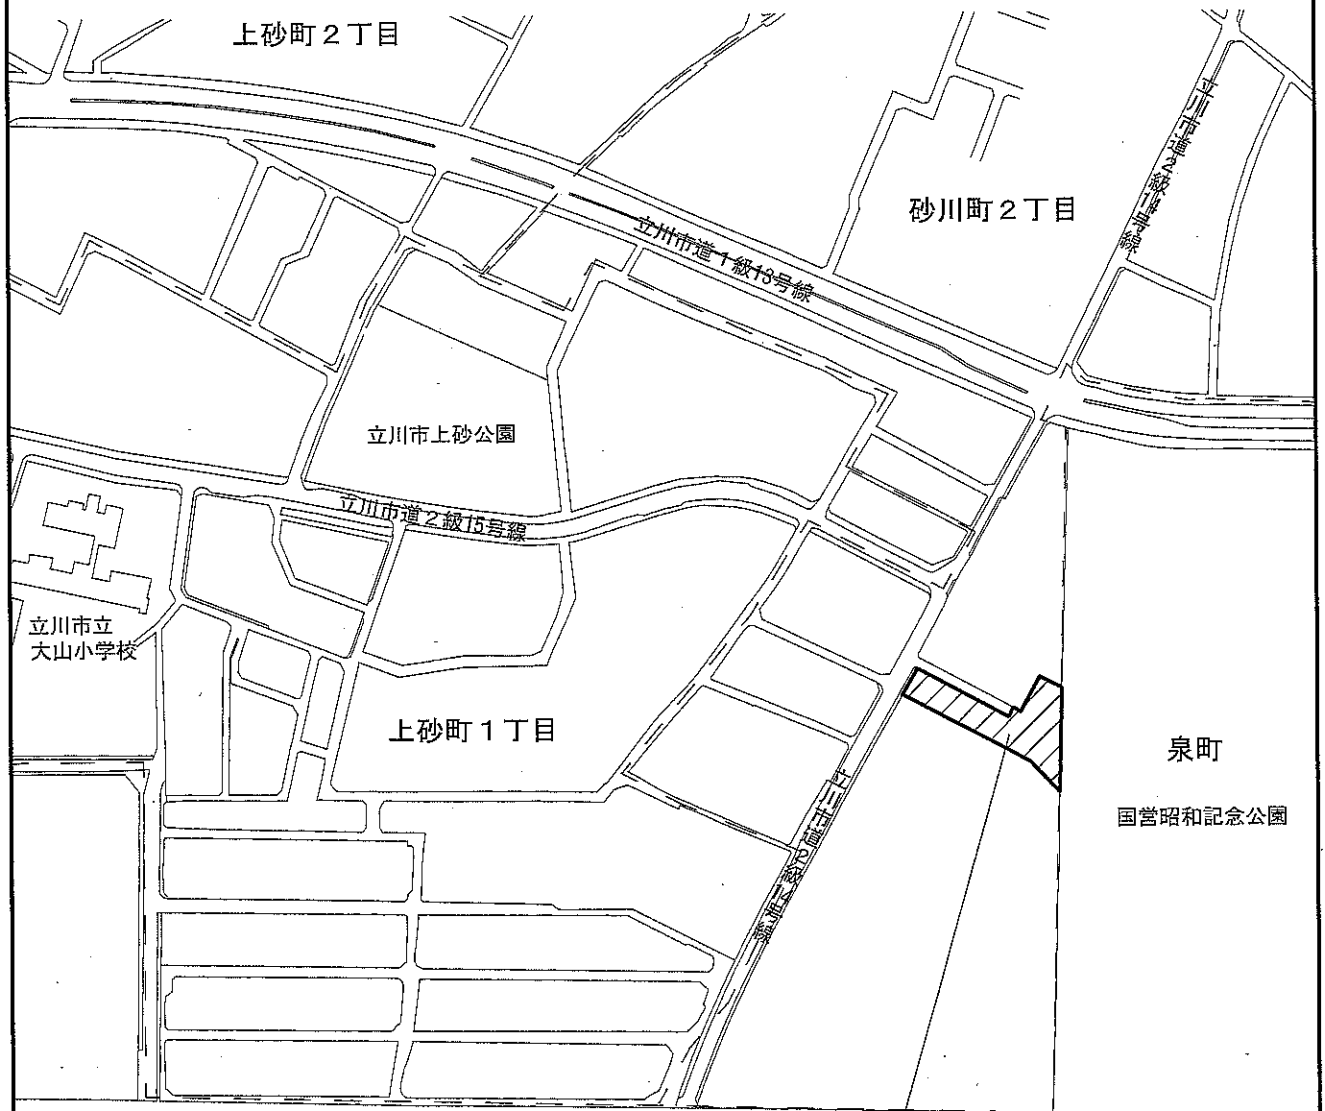 上砂町２丁目
立川市道２級14号線
砂川町２丁目
立川市道１級13号線
立川市上砂公園
立川市道２級15号線
立川市立
大山小学校
上砂町１丁目
泉町
立川市道２級14号線
国営昭和記念公園